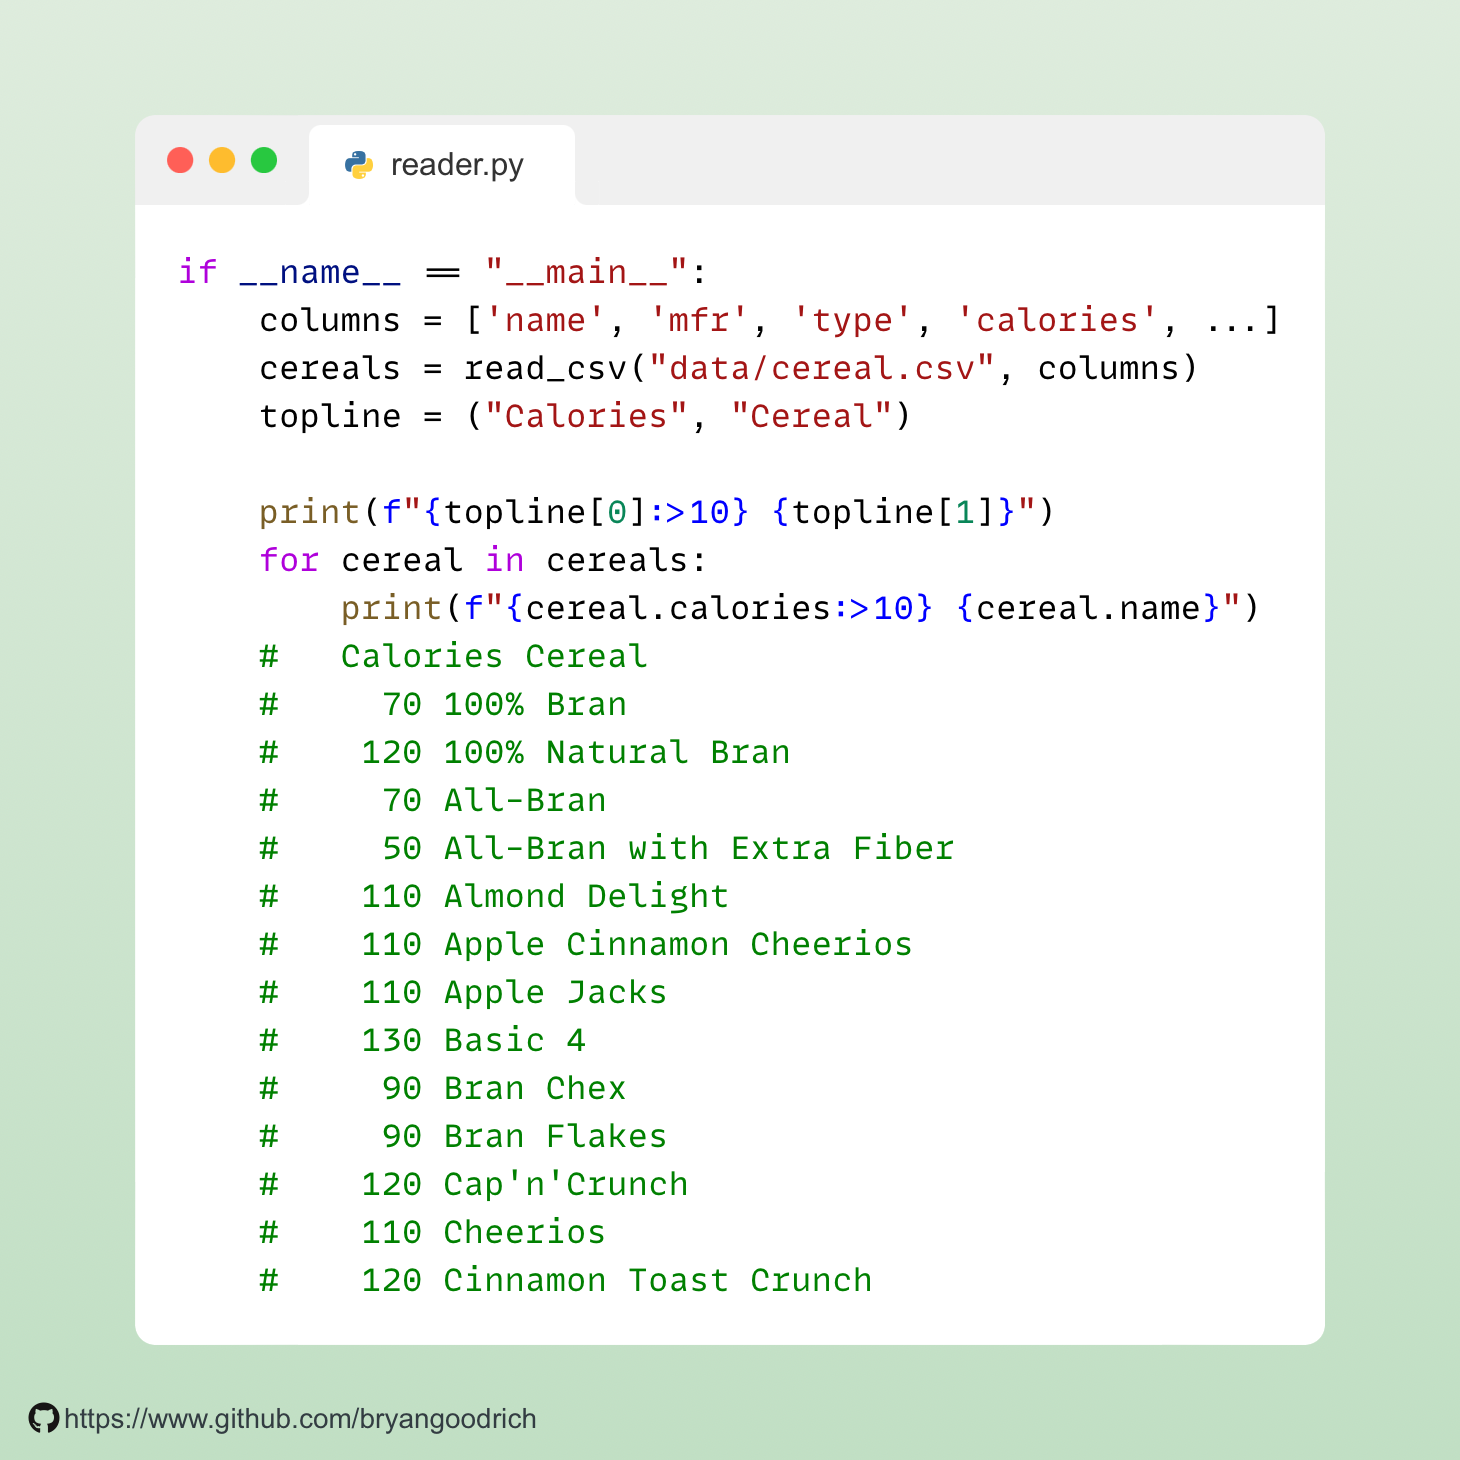 reader.py
if __name__ == "__main__":
    columns = ['name', 'mfr', 'type', 'calories', ...]
    cereals = read_csv("data/cereal.csv", columns)
    topline = ("Calories", "Cereal")

    print(f"{topline[0]:>10} {topline[1]}")
    for cereal in cereals:
        print(f"{cereal.calories:>10} {cereal.name}")
    #   Calories Cereal
    #     70 100% Bran
    #    120 100% Natural Bran
    #     70 All-Bran
    #     50 All-Bran with Extra Fiber
    #    110 Almond Delight
    #    110 Apple Cinnamon Cheerios
    #    110 Apple Jacks
    #    130 Basic 4
    #     90 Bran Chex
    #     90 Bran Flakes
    #    120 Cap'n'Crunch
    #    110 Cheerios
    #    120 Cinnamon Toast Crunch
https://www.github.com/bryangoodrich